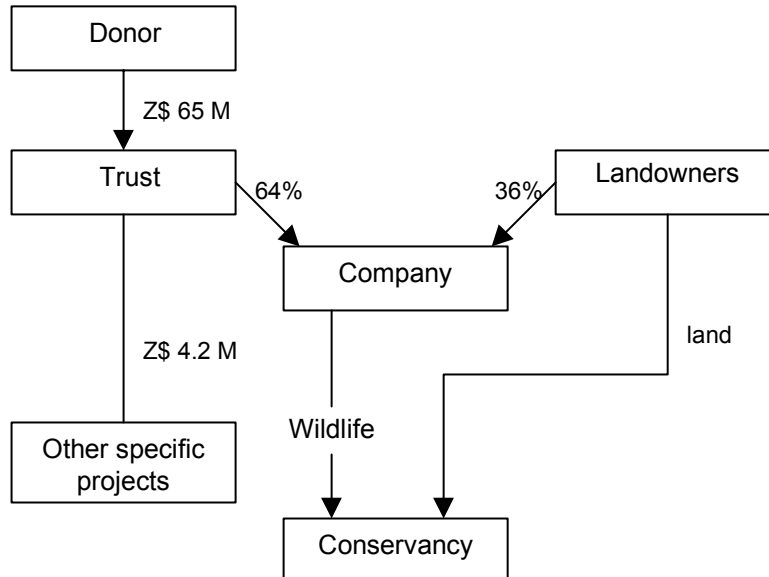 Donor
Z$ 65 M
Trust
Landowners
64%
36%
Company
land
Z$ 4.2 M
Wildlife
Other specific
projects
Conservancy